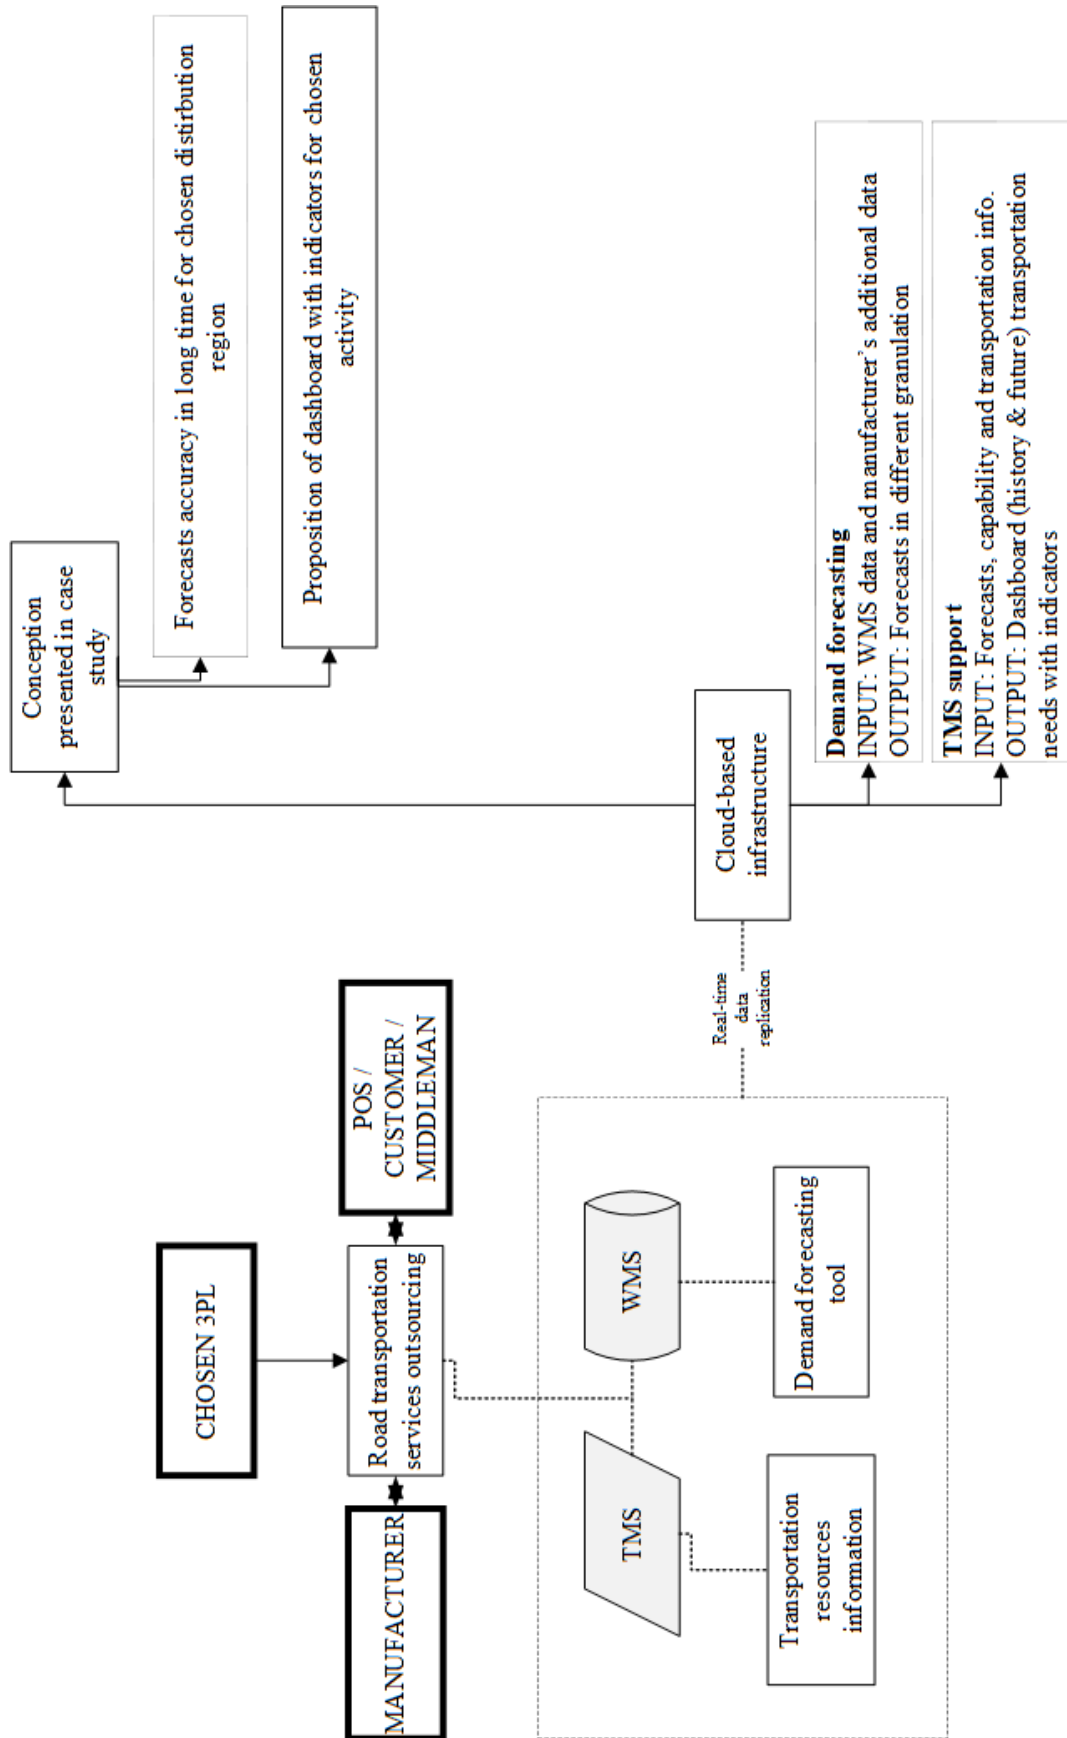 CHOSEN 3PL
MANUFACTURER
Road transportation
services outsourcing
POS /
CUSTOMER /
MIDDLEMAN
TMS
WMS
Transportation
resources
information
Demand forecasting
tool
Real-time
data
replication
Cloud-based
infrastructure
Conception
presented in case
study
Forecasts accuracy in long time for chosen distirbution
region
Proposition of dashboard with indicators for chosen
activity
Demand forecasting
INPUT: WMS data and manufacturer's additional data
OUTPUT: Forecasts in different granulation
TMS support
INPUT: Forecasts, capability and transportation info.
OUTPUT: Dashboard (history & future) transportation
needs with indicators